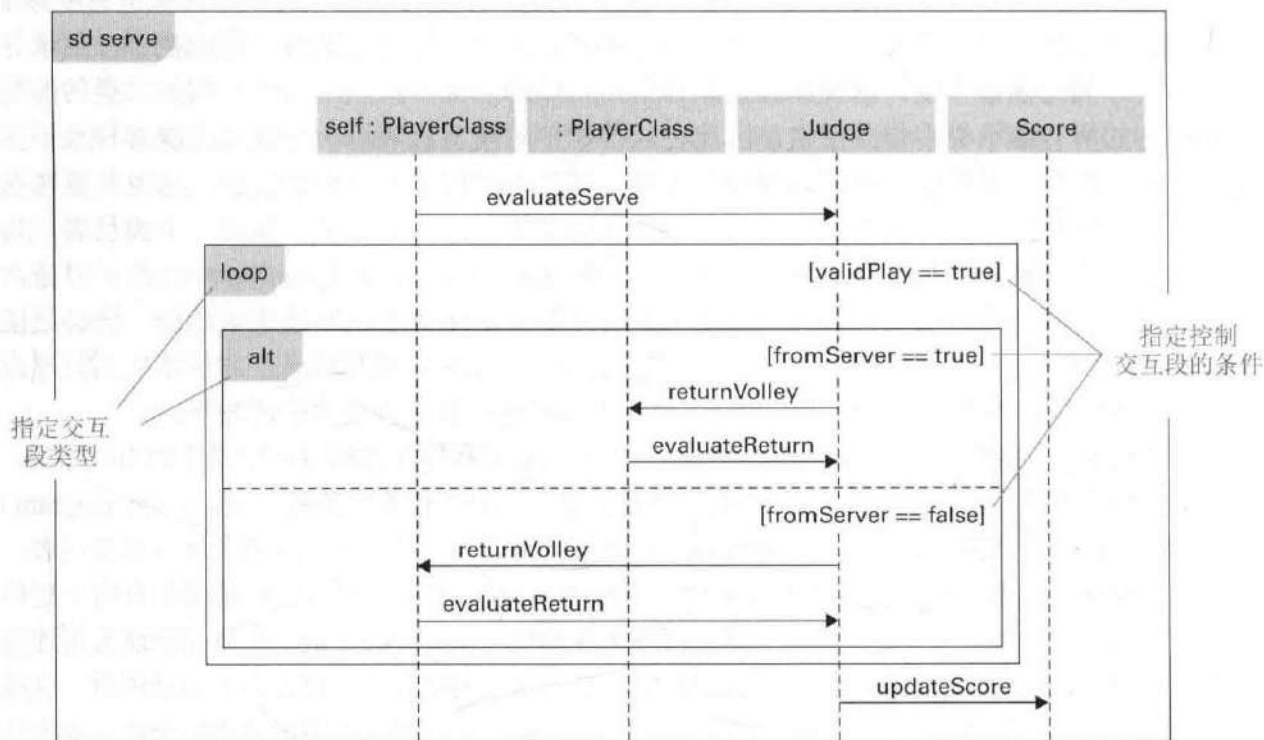 sd serve
self : PlayerClass
: PlayerClass
Judge
Score
evaluateServe
loop
[validPlay == true]
alt
[fromServer == true]
指定控制
交互段的条件
returnVolley
指定交互
段类型
evaluateReturn
[fromServer == false]
returnVolley
evaluateReturn
updateScore